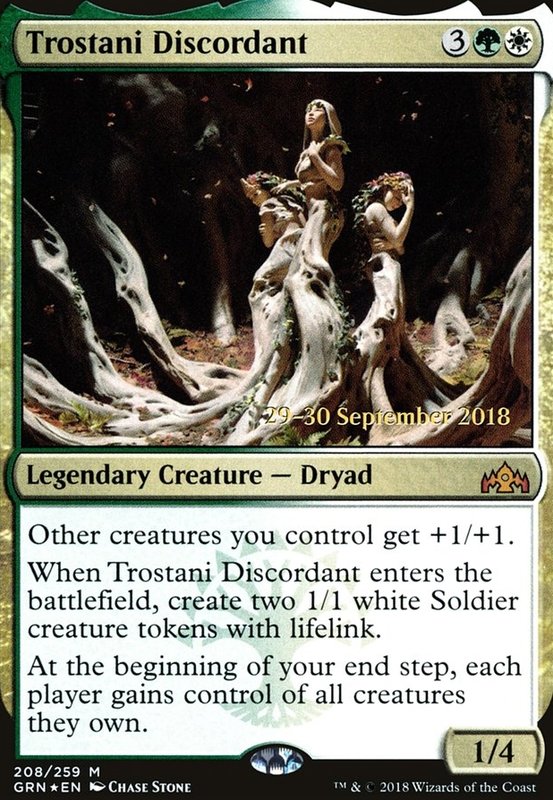 Trostani Discordant 3
29–30 September 2018
Legendary Creature — Dryad
Other creatures you control get +1/+1.
When Trostani Discordant enters the
battlefield, create two 1/1 white Soldier
creature tokens with lifelink.
At the beginning of your end step, each
player gains control of all creatures
they own.
1/4
208/259 M
GRN ★ EN Chase Stone
™ & © 2018 Wizards of the Coast